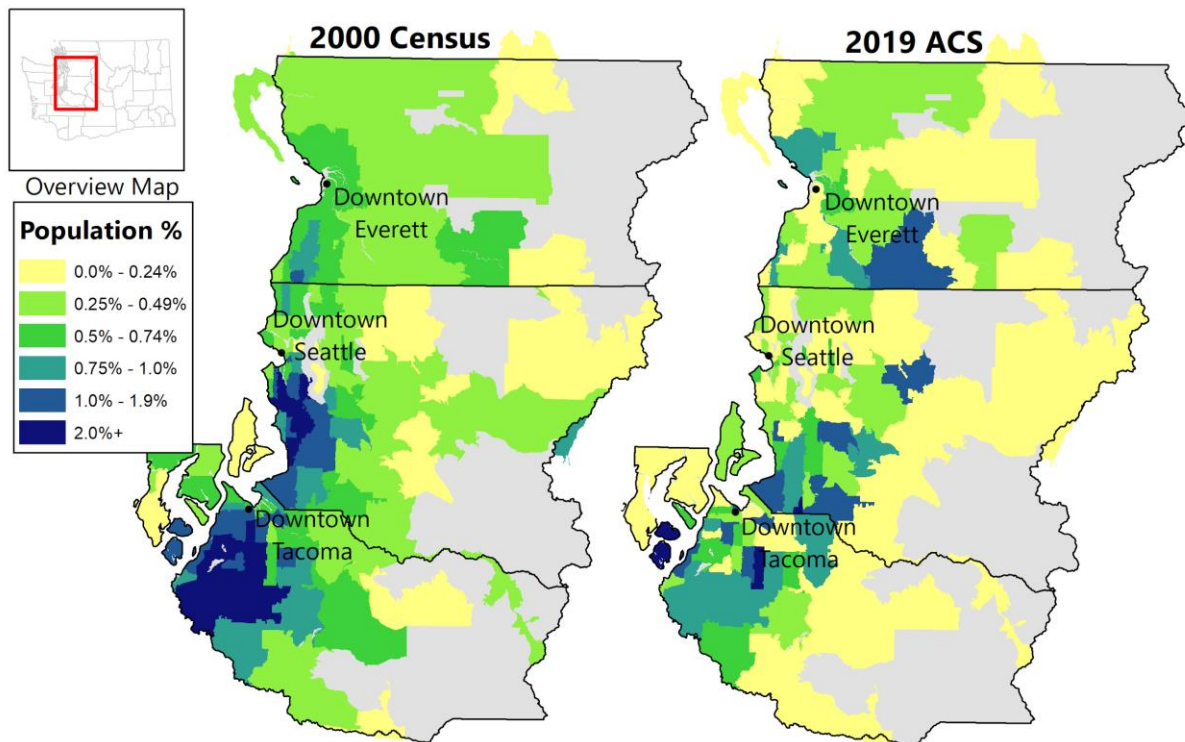 2000 Census
2019 ACS
Overview Map
Population %
0.0% - 0.24%
0.25% - 0.49%
0.5% - 0.74%
0.75% - 1.0%
1.0% - 1.9%
2.0%+
Downtown
Everett
Downtown
Seattle
Downtown
Tacoma
Downtown
Everett
Downtown
Seattle
Downtown
Tacoma